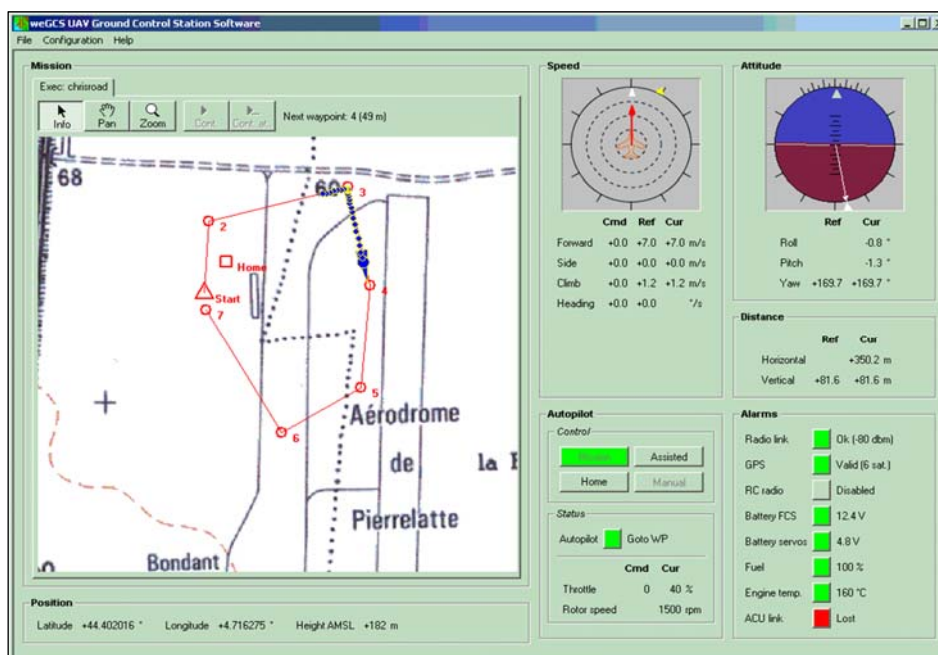 weGCS UAV Ground Control Station Software
File Configuration Help
Mission
Exec: chrisroad
Info Pan Zoom Cont. Cont. at. Next waypoint: 4 (49 m)
68
60
3
2
Home
Start
4
7
5
6
Aérodrome
de
la
Pierrelatte
Bondant
Position
Latitude +44.402016 ° Longitude +4.716275 ° Height AMSL +182 m
Speed
Cmd Ref Cur
Forward +0.0 +7.0 +7.0 m/s
Side +0.0 +0.0 +0.0 m/s
Climb +0.0 +1.2 +1.2 m/s
Heading +0.0 +0.0 °/s
Attitude
Ref Cur
Roll -0.8 °
Pitch -1.3 °
Yaw +169.7 +169.7 °
Distance
Ref Cur
Horizontal +350.2 m
Vertical +81.6 +81.6 m
Autopilot
Control
Assisted
Home Manual
Status
Autopilot Goto WP
Cmd Cur
Throttle 0 40 %
Rotor speed 1500 rpm
Alarms
Radio link Ok (-80 dbm)
GPS Valid (6 sat.)
RC radio Disabled
Battery FCS 12.4 V
Battery servos 4.8 V
Fuel 100 %
Engine temp. 160 °C
ACU link Lost